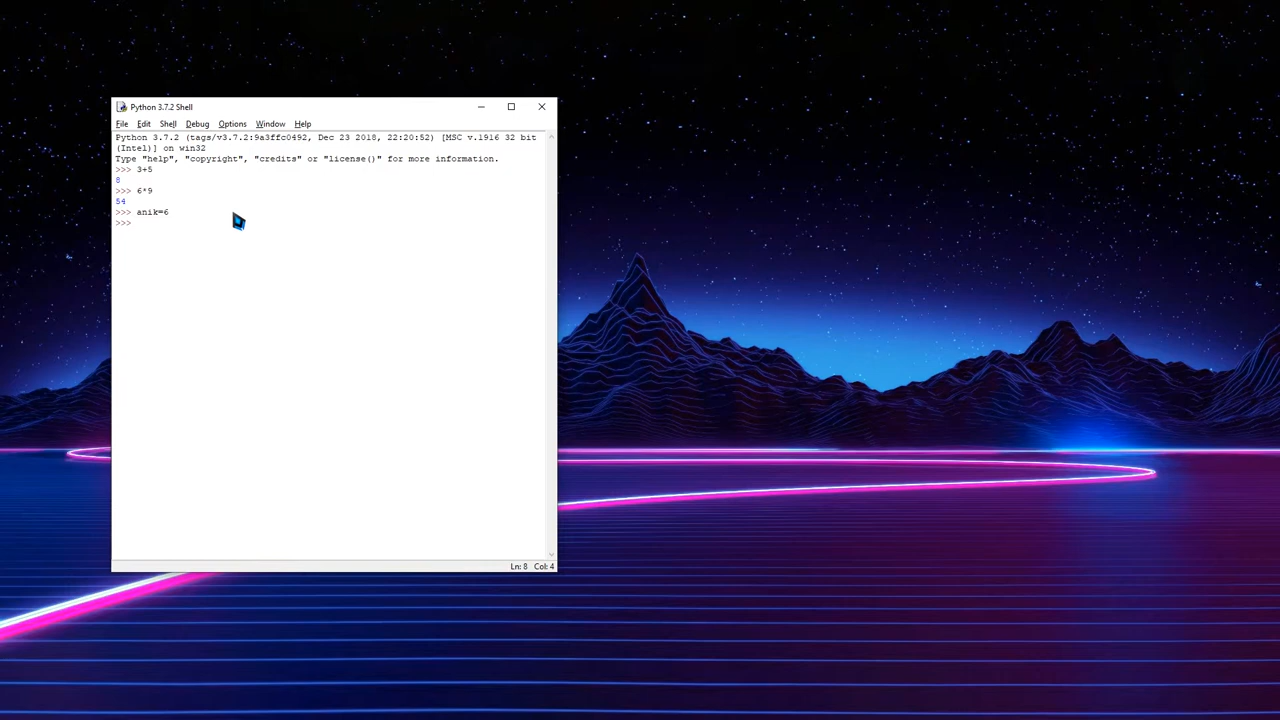 Python 3.7.2 Shell
File Edit Shell Debug Options Window Help
Python 3.7.2 (tags/v3.7.2:9a3ffc0492, Dec 23 2018, 22:20:52) [MSC v.1916 32 bit
(Intel)] on win32
Type "help", "copyright", "credits" or "license()" for more information.
>>> 3+5
8
>>> 6*9
54
>>> anik=6
>>>
Ln: 8 Col: 4